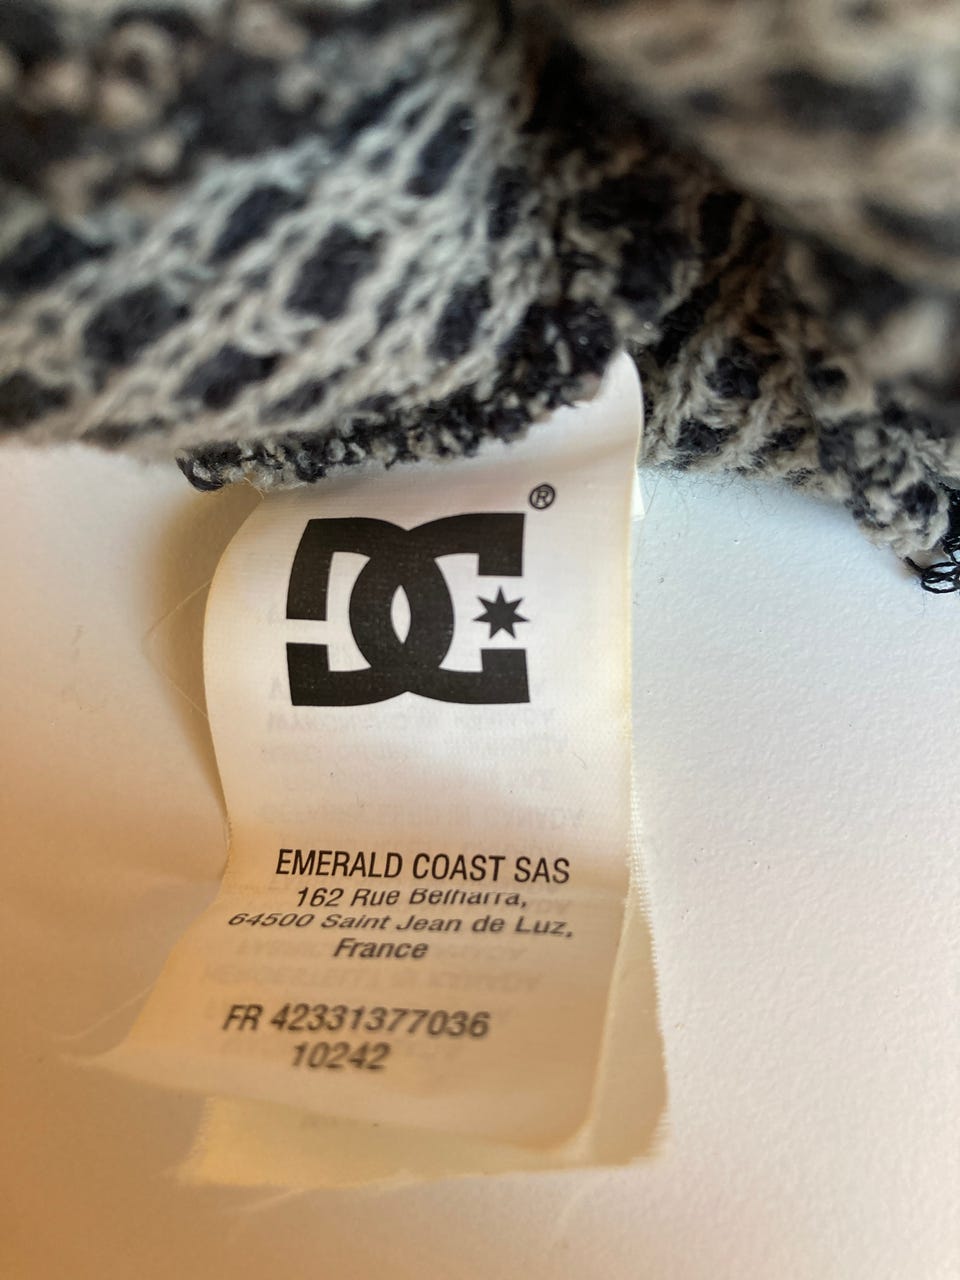 DC®
EMERALD COAST SAS
162 Rue Belharra,
64500 Saint Jean de Luz,
France
FR 42331377036
10242